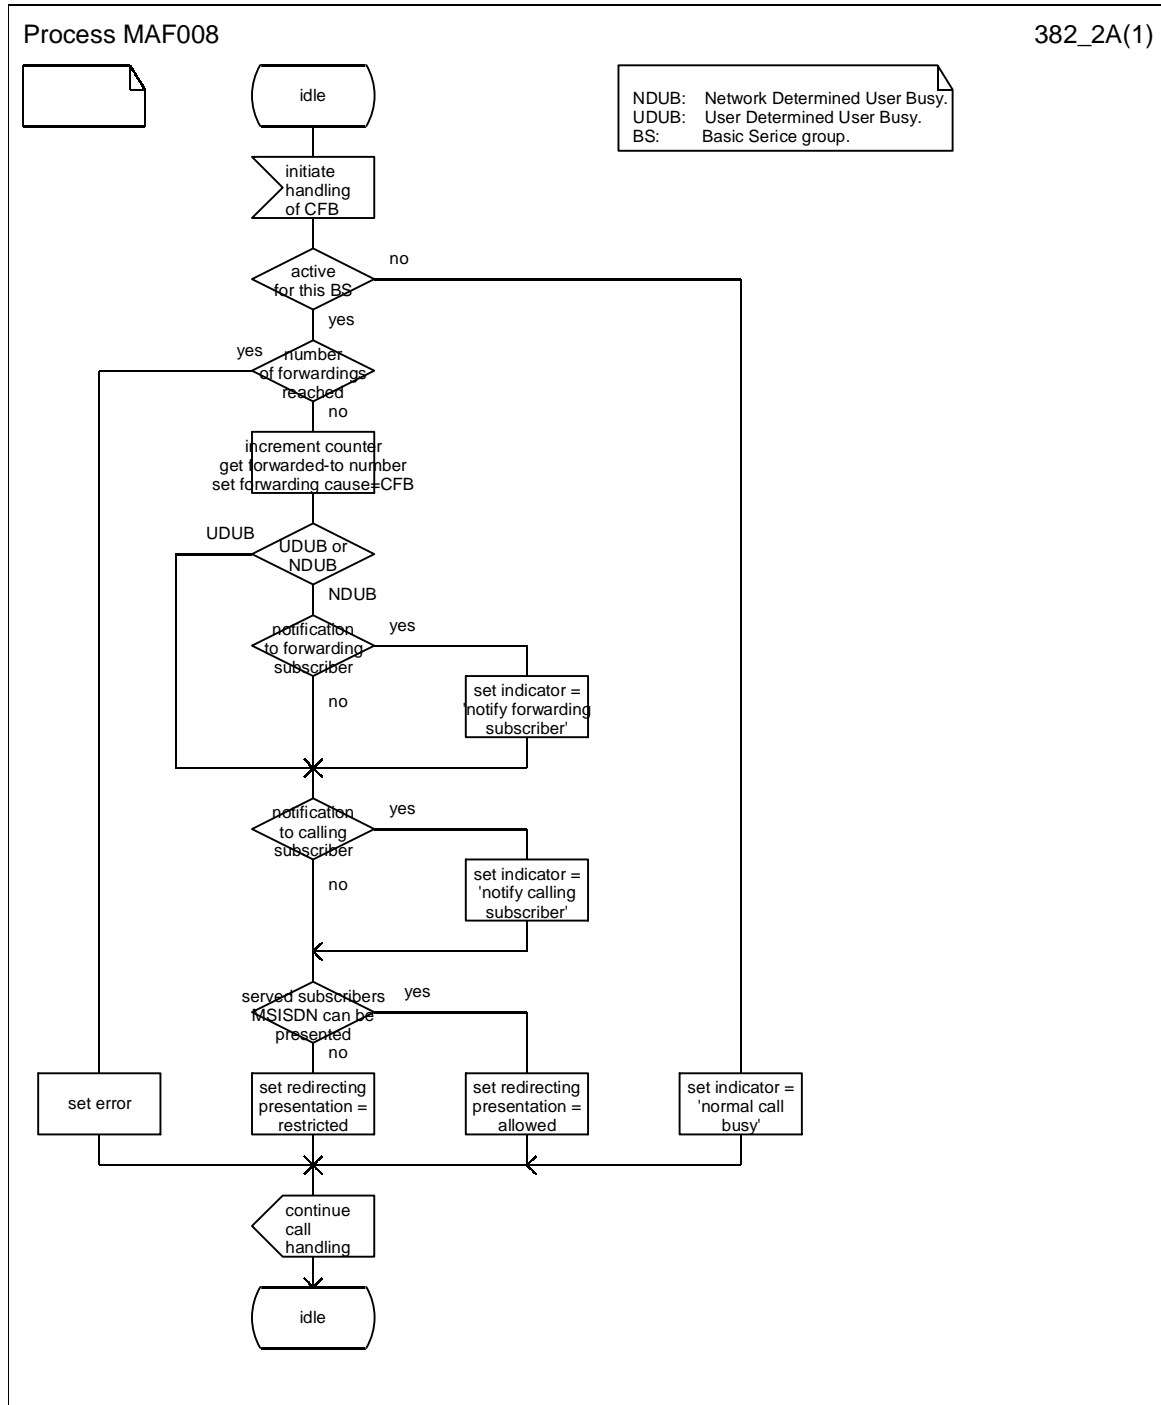 Process MAF008
382_2A(1)
idle
NDUB: Network Determined User Busy.
UDUB: User Determined User Busy.
BS: Basic Serice group.
initiate
handling
of CFB
active
for this BS
no
yes
number
of forwardings
reached
yes
no
increment counter
get forwarded-to number
set forwarding cause=CFB
UDUB or
NDUB
UDUB
NDUB
notification
to forwarding
subscriber
yes
no
set indicator =
'notify forwarding
subscriber'
notification
to calling
subscriber
yes
no
set indicator =
'notify calling
subscriber'
served subscribers
MSISDN can be
presented
yes
no
set error
set redirecting
presentation =
restricted
set redirecting
presentation =
allowed
set indicator =
'normal call
busy'
continue
call
handling
idle